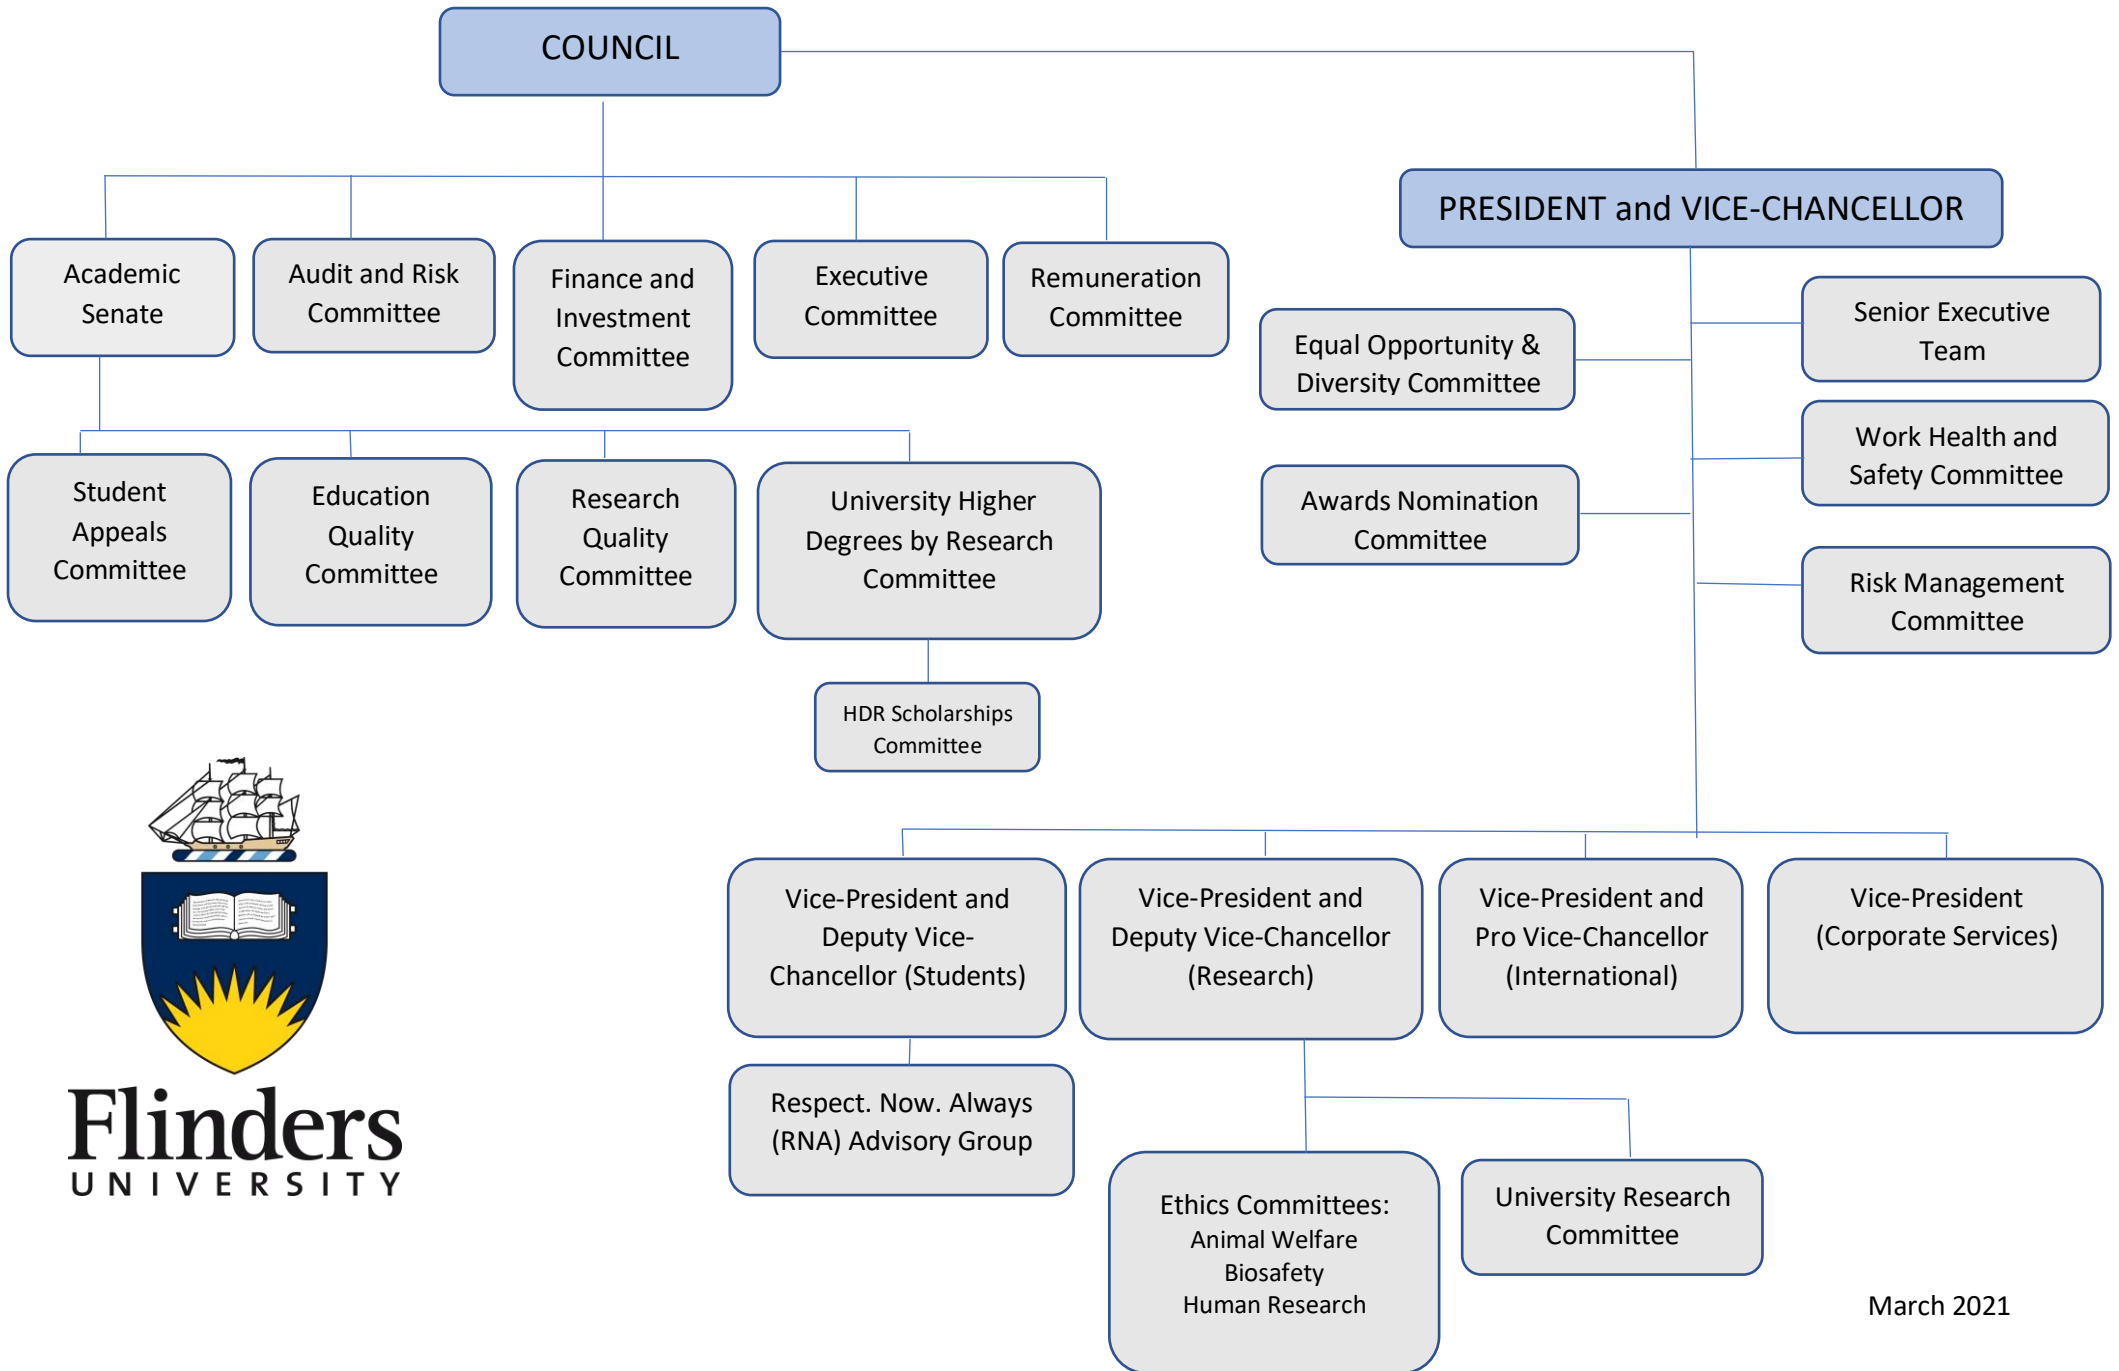 COUNCIL
PRESIDENT and VICE-CHANCELLOR
Academic
Senate
Audit and Risk
Committee
Finance and
Investment
Committee
Executive
Committee
Remuneration
Committee
Senior Executive
Team
Equal Opportunity &
Diversity Committee
Work Health and
Safety Committee
Awards Nomination
Committee
Risk Management
Committee
Student
Appeals
Committee
Education
Quality
Committee
Research
Quality
Committee
University Higher
Degrees by Research
Committee
HDR Scholarships
Committee
Vice-President and
Deputy Vice-
Chancellor (Students)
Vice-President and
Deputy Vice-Chancellor
(Research)
Vice-President and
Pro Vice-Chancellor
(International)
Vice-President
(Corporate Services)
Respect. Now. Always
(RNA) Advisory Group
Ethics Committees:
Animal Welfare
Biosafety
Human Research
University Research
Committee
Flinders
UNIVERSITY
March 2021